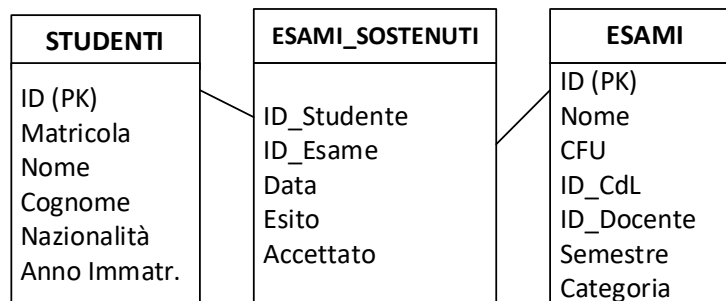 STUDENTI
ID (PK)
Matricola
Nome
Cognome
Nazionalità
Anno Immatr.
ESAMI_SOSTENUTI
ID_Studente
ID_Esame
Data
Esito
Accettato
ESAMI
ID (PK)
Nome
CFU
ID_CdL
ID_Docente
Semestre
Categoria